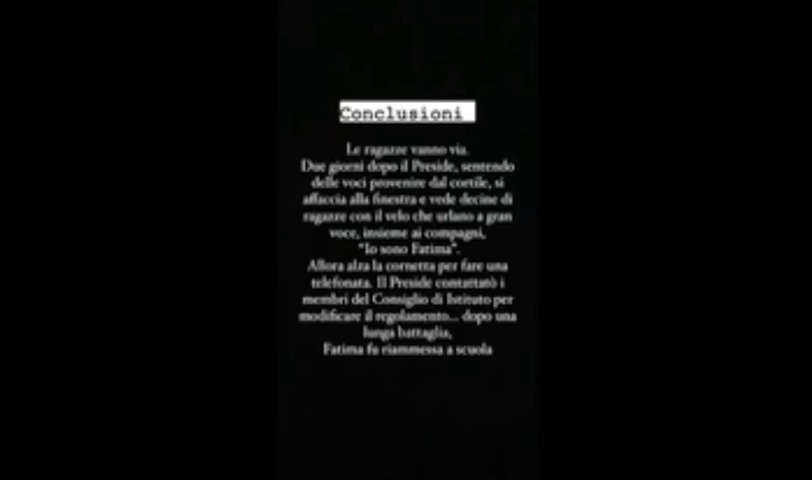 Conclusioni
Le ragazze vanno via.
Due giorni dopo il Preside, sentendo
delle voci provenire dal cortile, si
affaccia alla finestra e vede decine di
ragazze con il velo che urlano a gran
voce, insieme ai compagni,
"Io sono Fatima".
Allora alza la cornetta per fare una
telefonata. Il Preside contattatò i
membri del Consiglio di Istituto per
modificare il regolamento... dopo una
lunga battaglia,
Fatima fu riammessa a scuola